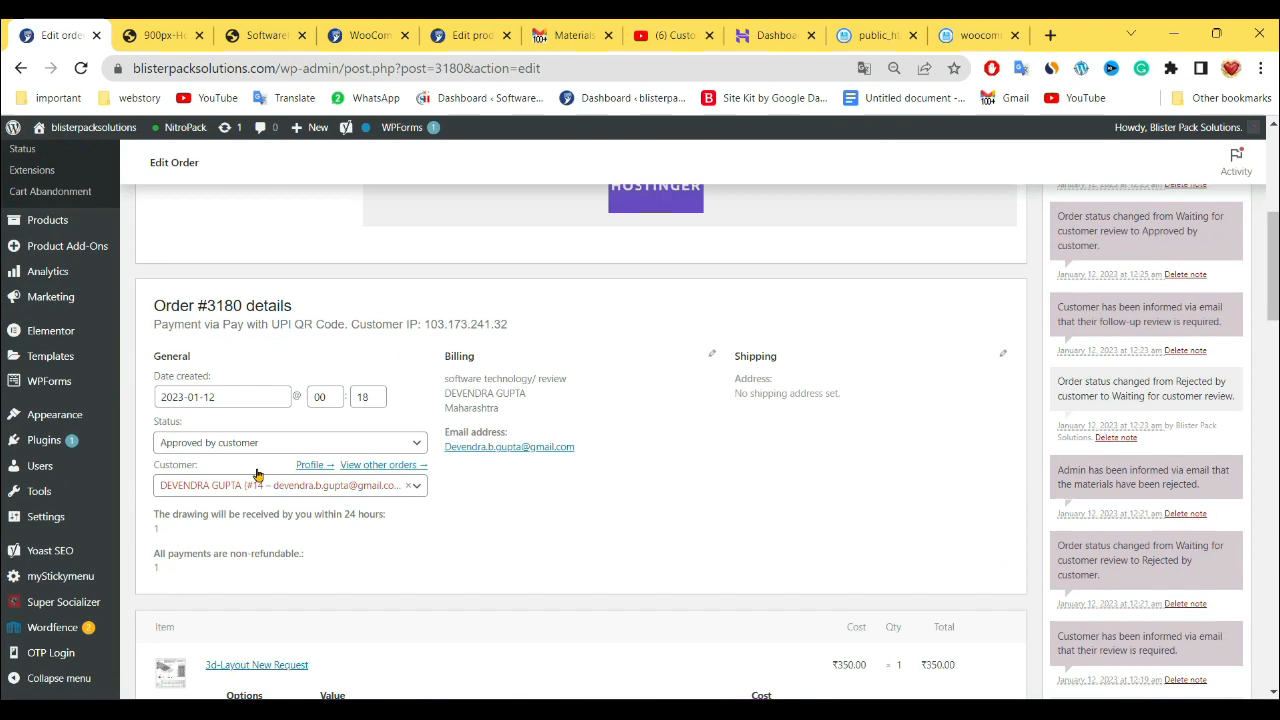 Edit orde
900px-Ho
Softwarel
WooCom
Edit prod
Materials
(6) Custo
Dashboa
public_ht
woocom
blisterpacksolutions.com/wp-admin/post.php?post=3180&action=edit
important
webstory
YouTube
Translate
WhatsApp
Dashboard ‹ Software...
Dashboard ‹ blisterpa...
Site Kit by Google Da...
Untitled document -...
Gmail
YouTube
Other bookmarks
blisterpacksolutions
NitroPack
1
0
New
WPForms 1
Howdy, Blister Pack Solutions.
Status
Extensions
Cart Abandonment
Products
Product Add-Ons
Analytics
Marketing
Elementor
Templates
WPForms
Appearance
Plugins 1
Users
Tools
Settings
Yoast SEO
myStickymenu
Super Socializer
Wordfence 2
OTP Login
Collapse menu
Edit Order
Activity
HOSTINGER
Order #3180 details
Payment via Pay with UPI QR Code. Customer IP: 103.173.241.32
General
Date created:
2023-01-12 @ 00 : 18
Status:
Approved by customer
Customer: Profile → View other orders →
DEVENDRA GUPTA (#14 – devendra.b.gupta@gmail.co... ×
The drawing will be received by you within 24 hours:
1
All payments are non-refundable.:
1
Billing
software technology/ review
DEVENDRA GUPTA
Maharashtra
Email address:
Devendra.b.gupta@gmail.com
Shipping
Address:
No shipping address set.
Item Cost Qty Total
3d-Layout New Request ₹350.00 × 1 ₹350.00
Options Value Cost
Delete note
Order status changed from Waiting for
customer review to Approved by
customer.
January 12, 2023 at 12:25 am Delete note
Customer has been informed via email
that their follow-up review is required.
January 12, 2023 at 12:23 am Delete note
Order status changed from Rejected by
customer to Waiting for customer review.
January 12, 2023 at 12:23 am by Blister Pack
Solutions. Delete note
Admin has been informed via email that
the materials have been rejected.
January 12, 2023 at 12:21 am Delete note
Order status changed from Waiting for
customer review to Rejected by
customer.
January 12, 2023 at 12:21 am Delete note
Customer has been informed via email
that their review is required.
January 12, 2023 at 12:19 am Delete note